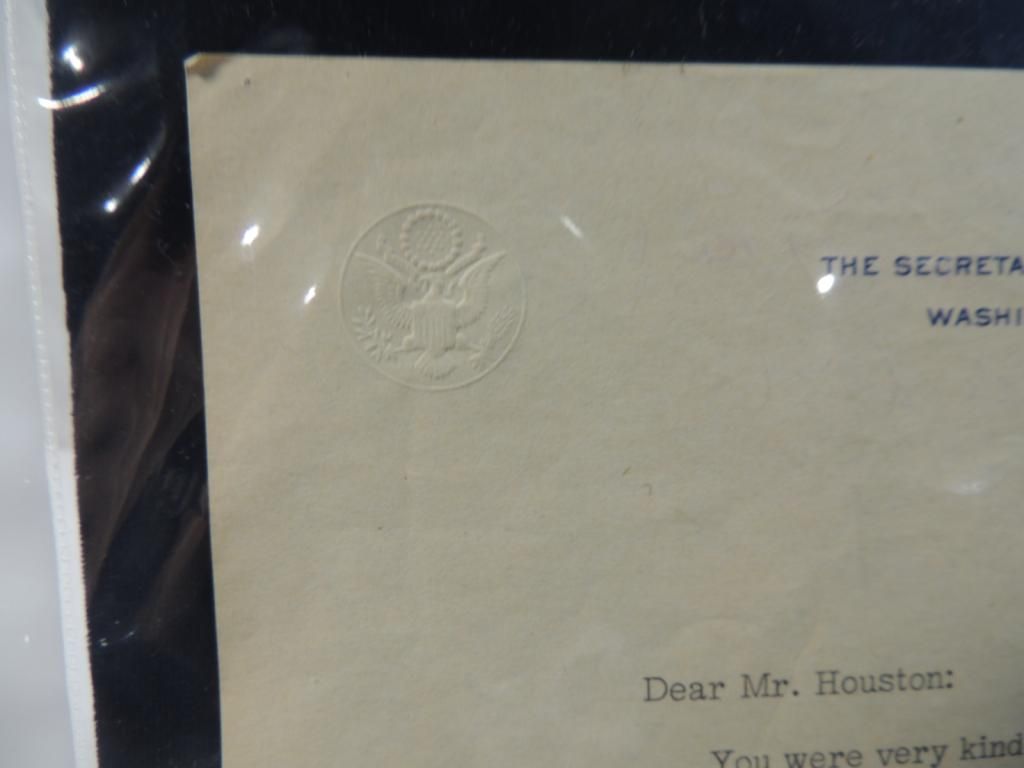 THE SECRETA
WASHI
Dear Mr. Houston:
You were very kind